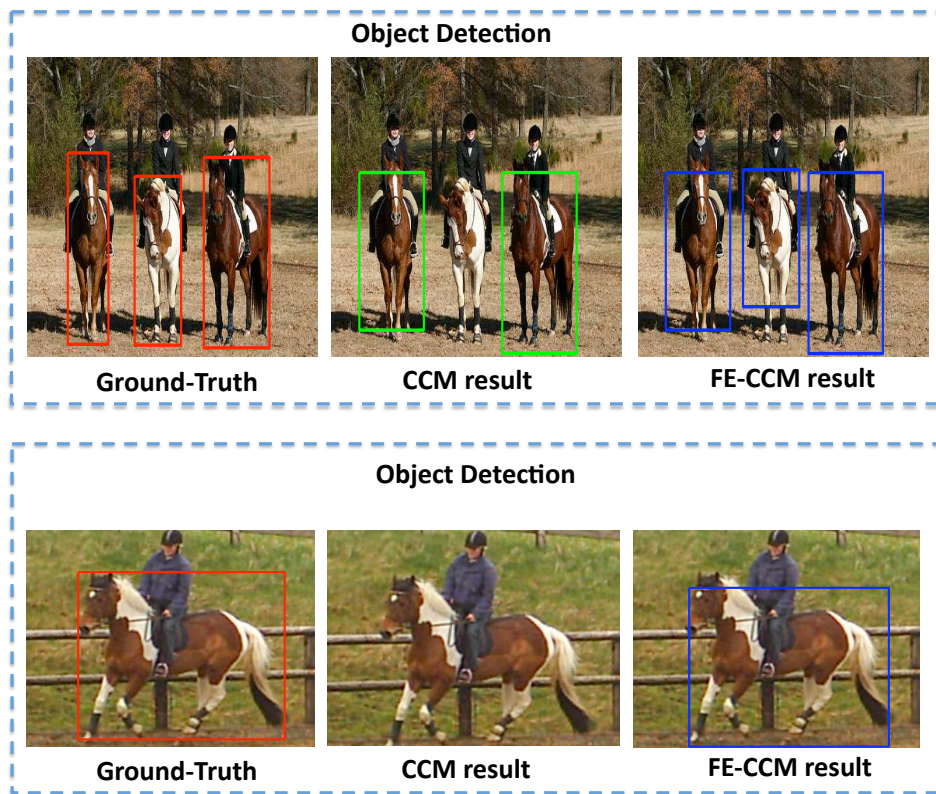 Object Detection
Ground-Truth
CCM result
FE-CCM result
Object Detection
Ground-Truth
CCM result
FE-CCM result